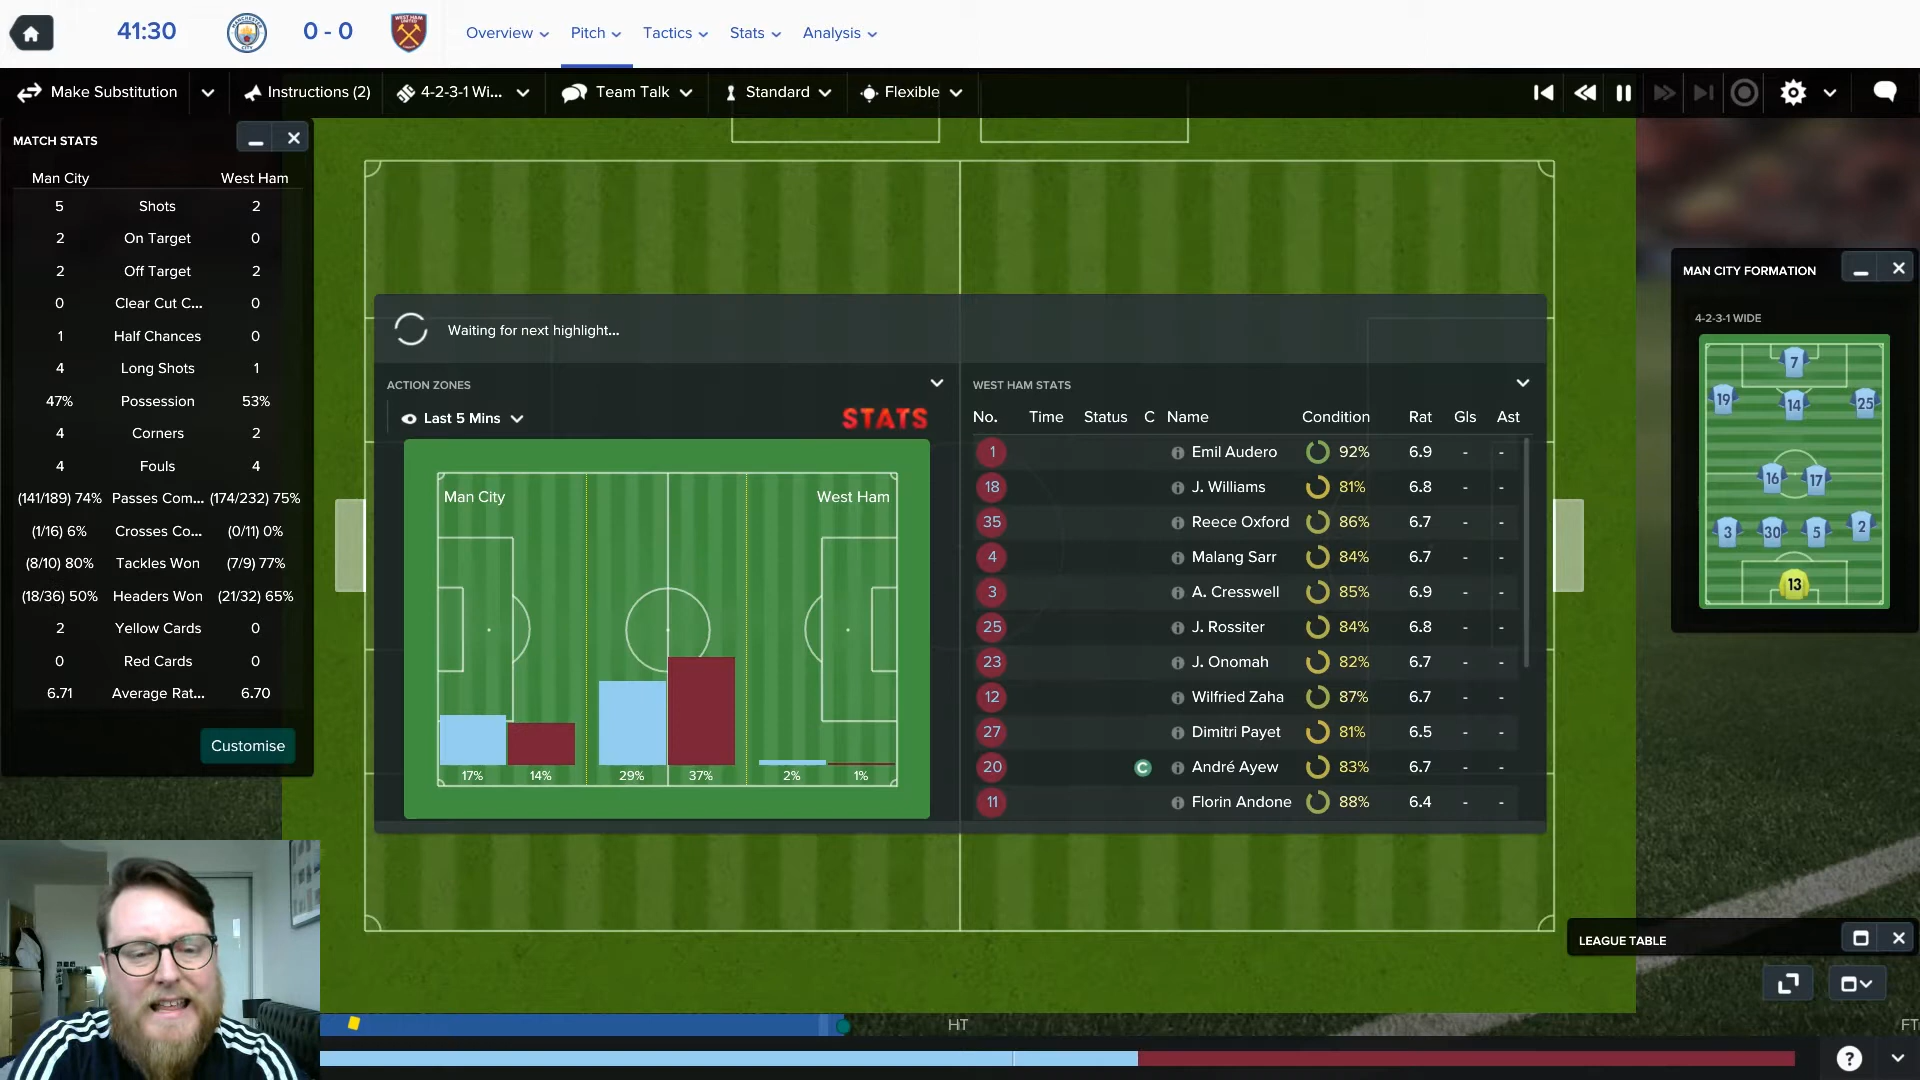 41:30 0 - 0 Overview Pitch Tactics Stats Analysis
Make Substitution Instructions (2) 4-2-3-1 Wi... Team Talk Standard Flexible
MATCH STATS
Man City West Ham
5 Shots 2
2 On Target 0
2 Off Target 2
0 Clear Cut C... 0
1 Half Chances 0
4 Long Shots 1
47% Possession 53%
4 Corners 2
4 Fouls 4
(141/189) 74% Passes Com... (174/232) 75%
(1/16) 6% Crosses Co... (0/11) 0%
(8/10) 80% Tackles Won (7/9) 77%
(18/36) 50% Headers Won (21/32) 65%
2 Yellow Cards 0
0 Red Cards 0
6.71 Average Rat... 6.70
Customise
Waiting for next highlight...
ACTION ZONES
Last 5 Mins STATS
Man City West Ham
17% 14% 29% 37% 2% 1%
WEST HAM STATS
No. Time Status C Name Condition Rat Gls Ast
1 Emil Audero 92% 6.9 - -
18 J. Williams 81% 6.8 - -
35 Reece Oxford 86% 6.7 - -
4 Malang Sarr 84% 6.7 - -
3 A. Cresswell 85% 6.9 - -
25 J. Rossiter 84% 6.8 - -
23 J. Onomah 82% 6.7 - -
12 Wilfried Zaha 87% 6.7 - -
27 Dimitri Payet 81% 6.5 - -
20 C André Ayew 83% 6.7 - -
11 Florin Andone 88% 6.4 - -
MAN CITY FORMATION
4-2-3-1 WIDE
7
19 14 25
16 17
3 30 5 2
13
LEAGUE TABLE
HT FT
?